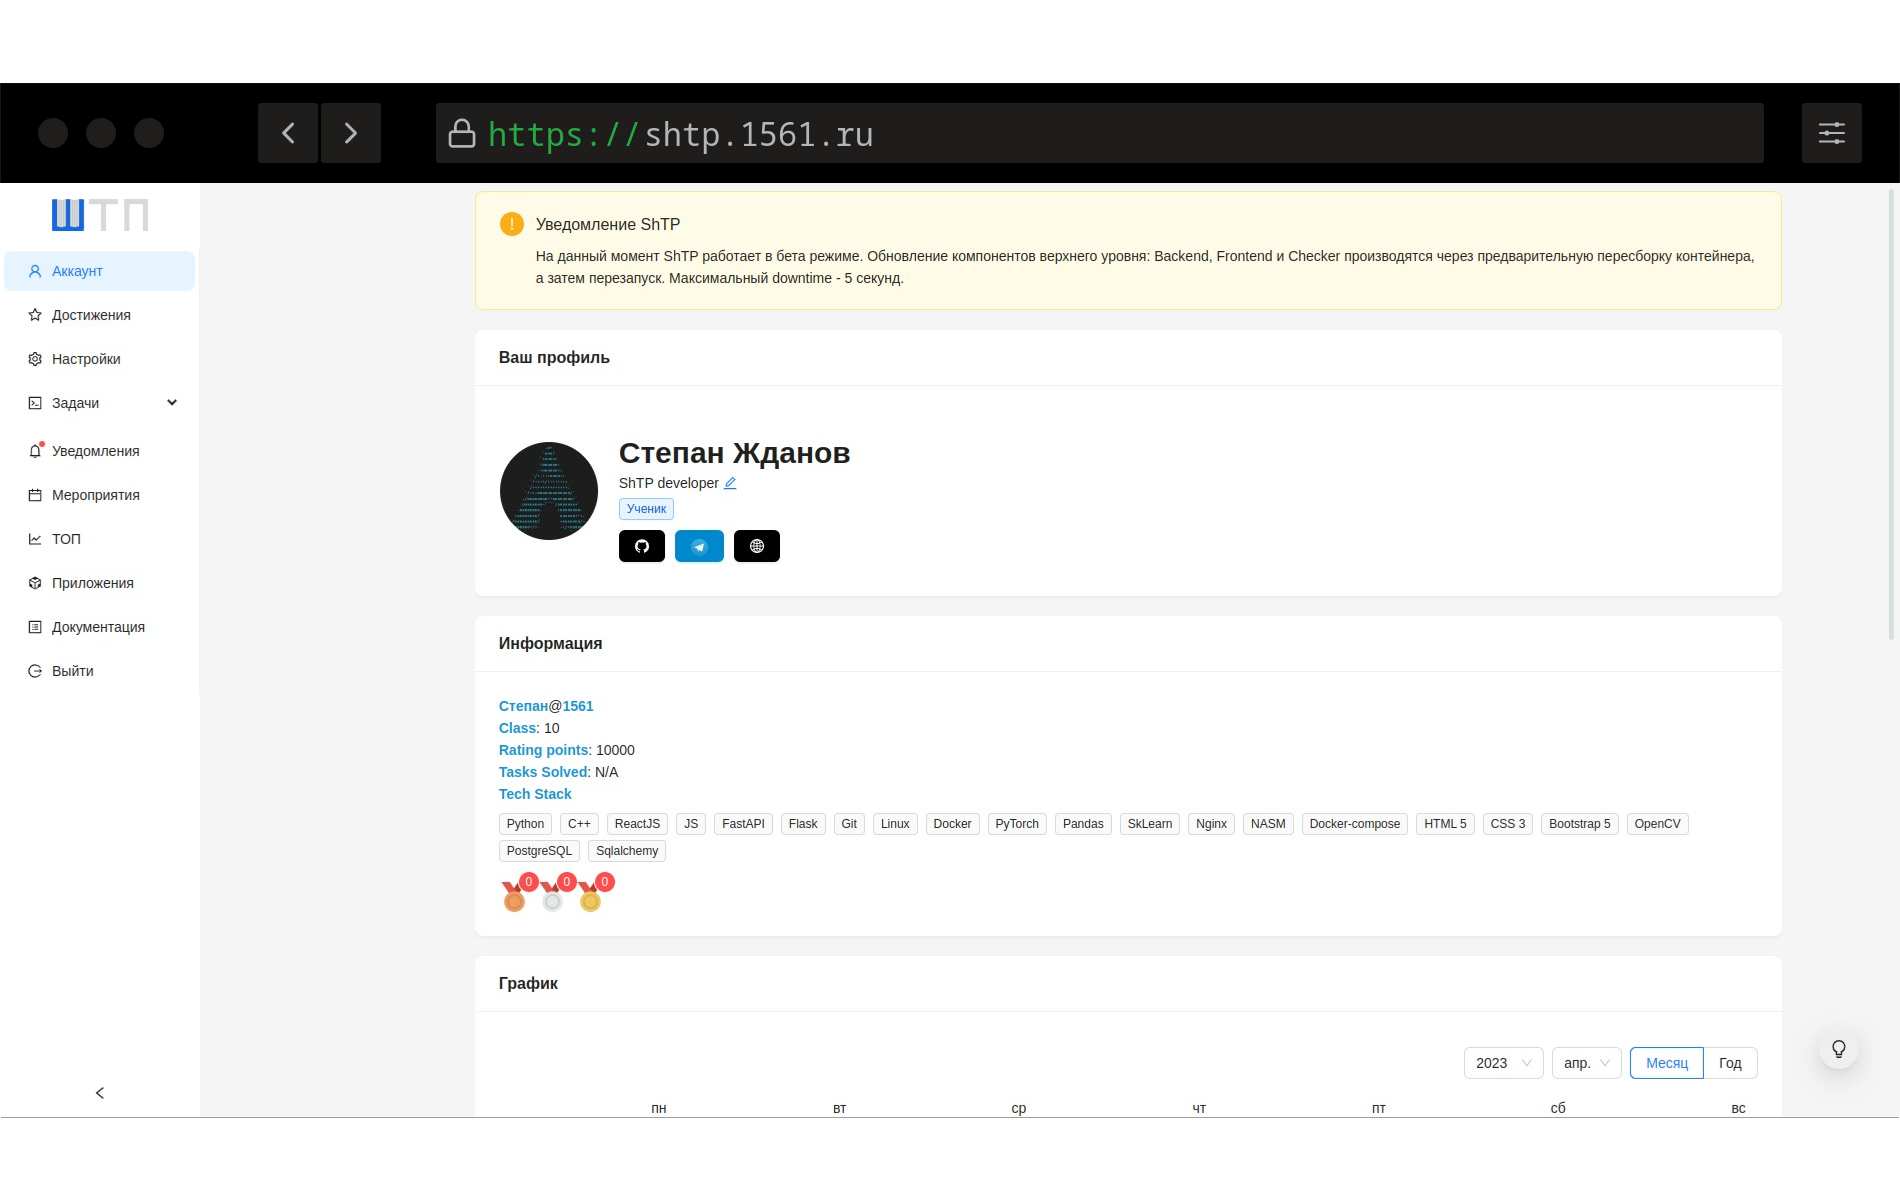 https://shtp.1561.ru
ШТП
Аккаунт
Достижения
Настройки
Задачи
Уведомления
Мероприятия
ТОП
Приложения
Документация
Выйти
Уведомление ShTP
На данный момент ShTP работает в бета режиме. Обновление компонентов верхнего уровня: Backend, Frontend и Checker производятся через предварительную пересборку контейнера,
а затем перезапуск. Максимальный downtime - 5 секунд.
Ваш профиль
Степан Жданов
ShTP developer
Ученик
Информация
Степан@1561
Class: 10
Rating points: 10000
Tasks Solved: N/A
Tech Stack
Python C++ ReactJS JS FastAPI Flask Git Linux Docker PyTorch Pandas SkLearn Nginx NASM Docker-compose HTML 5 CSS 3 Bootstrap 5 OpenCV
PostgreSQL Sqlalchemy
0 0 0
График
2023 апр. Месяц Год
пн вт ср чт пт сб вс